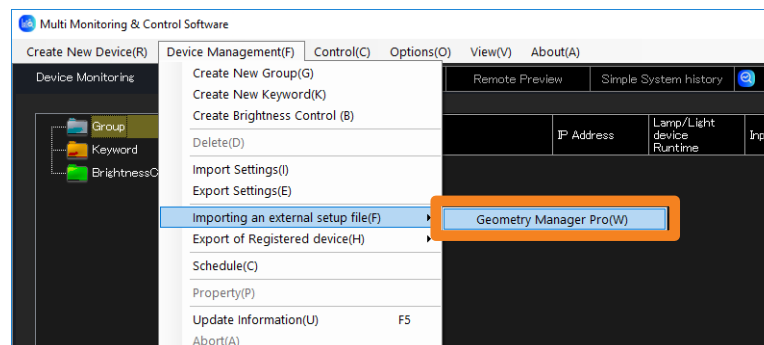 Multi Monitoring & Control Software
Create New Device(R) Device Management(F) Control(C) Options(O) View(V) About(A)
Device Monitoring Remote Preview Simple System history
Create New Group(G)
Create New Keyword(K)
Create Brightness Control (B)
Delete(D)
Import Settings(I)
Export Settings(E)
Importing an external setup file(F)
Geometry Manager Pro(W)
Export of Registered device(H)
Schedule(C)
Property(P)
Update Information(U) F5
Abort(A)
Group
Keyword
BrightnessC
IP Address
Lamp/Light
device
Runtime
Inp